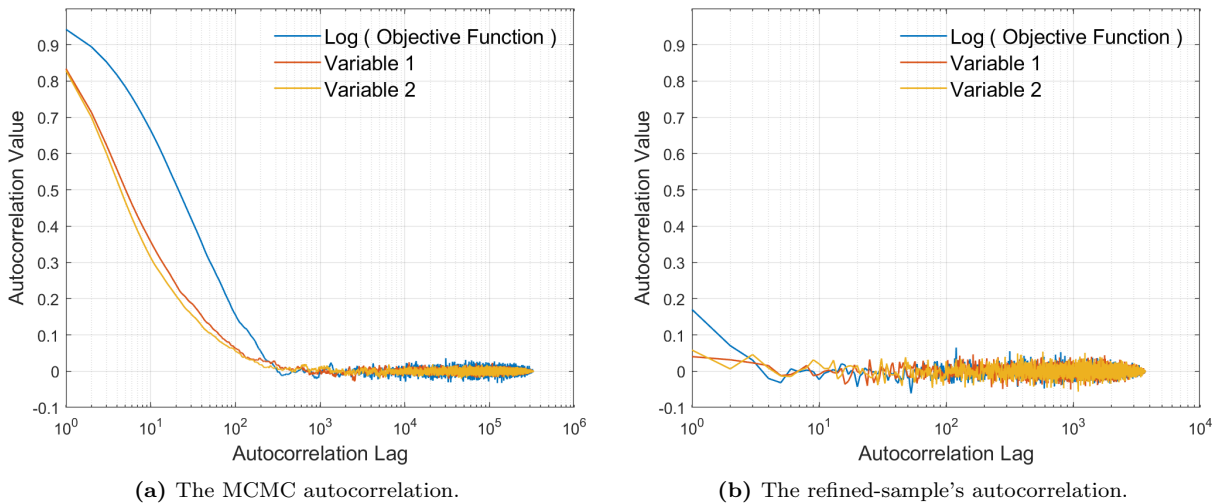 Log ( Objective Function )
Variable 1
Variable 2
Autocorrelation Value
0.9
0.8
0.7
0.6
0.5
0.4
0.3
0.2
0.1
0
-0.1
10^0
10^1
10^2
10^3
10^4
10^5
10^6
Autocorrelation Lag
(a) The MCMC autocorrelation.
Log ( Objective Function )
Variable 1
Variable 2
Autocorrelation Value
0.9
0.8
0.7
0.6
0.5
0.4
0.3
0.2
0.1
0
-0.1
10^0
10^1
10^2
10^3
10^4
Autocorrelation Lag
(b) The refined-sample's autocorrelation.